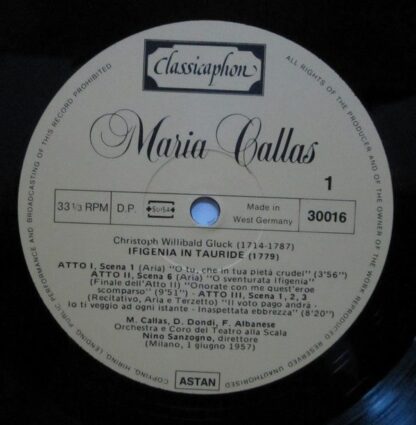 Classicaphon
Maria Callas
1
33 1/3 RPM D.P. Made in West Germany 30016
Christoph Willibald Gluck (1714-1787)
IFIGENIA IN TAURIDE (1779)
ATTO I, Scena 1 (Aria) "O tu, che in tua pietà crudel" (3'56")
ATTO II, Scena 6 (Aria) "O sventurata Ifigenia"
(Finale dell'Atto II) "Onorate con me quest'eroe
scomparso" (9'51") - ATTO III, Scena 1, 2, 3
(Recitativo, Aria e Terzetto) "Il voto pago andrà -
Io ti veggio ad ogni istante - Inaspettata ebbrezza" (8'20")
M. Callas, D. Dondi, F. Albanese
Orchestra e Coro del Teatro alla Scala
Nino Sanzogno, direttore
(Milano, 1 giugno 1957)
ASTAN
ALL RIGHTS OF THE PRODUCER AND OF THE OWNER OF THE WORK REPRODUCED RESERVED UNAUTHORISED COPYING, HIRING, LENDING, PUBLIC PERFORMANCE AND BROADCASTING OF THIS RECORD PROHIBITED